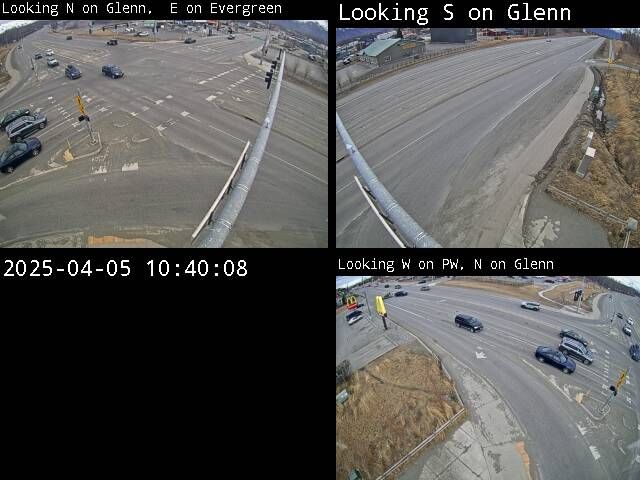 Looking N on Glenn, E on Evergreen
Looking S on Glenn
2025-04-05 10:40:08
Looking W on PW, N on Glenn